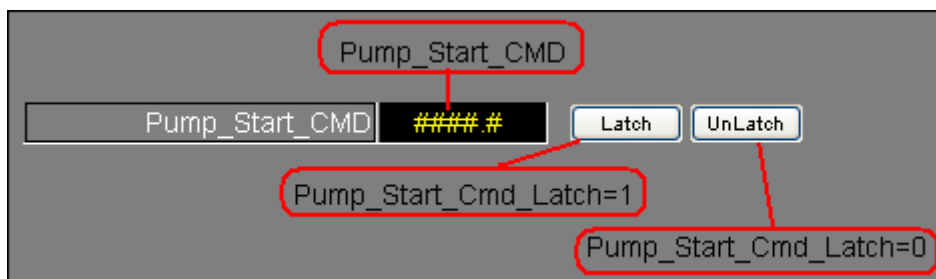 Pump_Start_CMD
Pump_Start_CMD ####.# Latch UnLatch
Pump_Start_Cmd_Latch=1
Pump_Start_Cmd_Latch=0